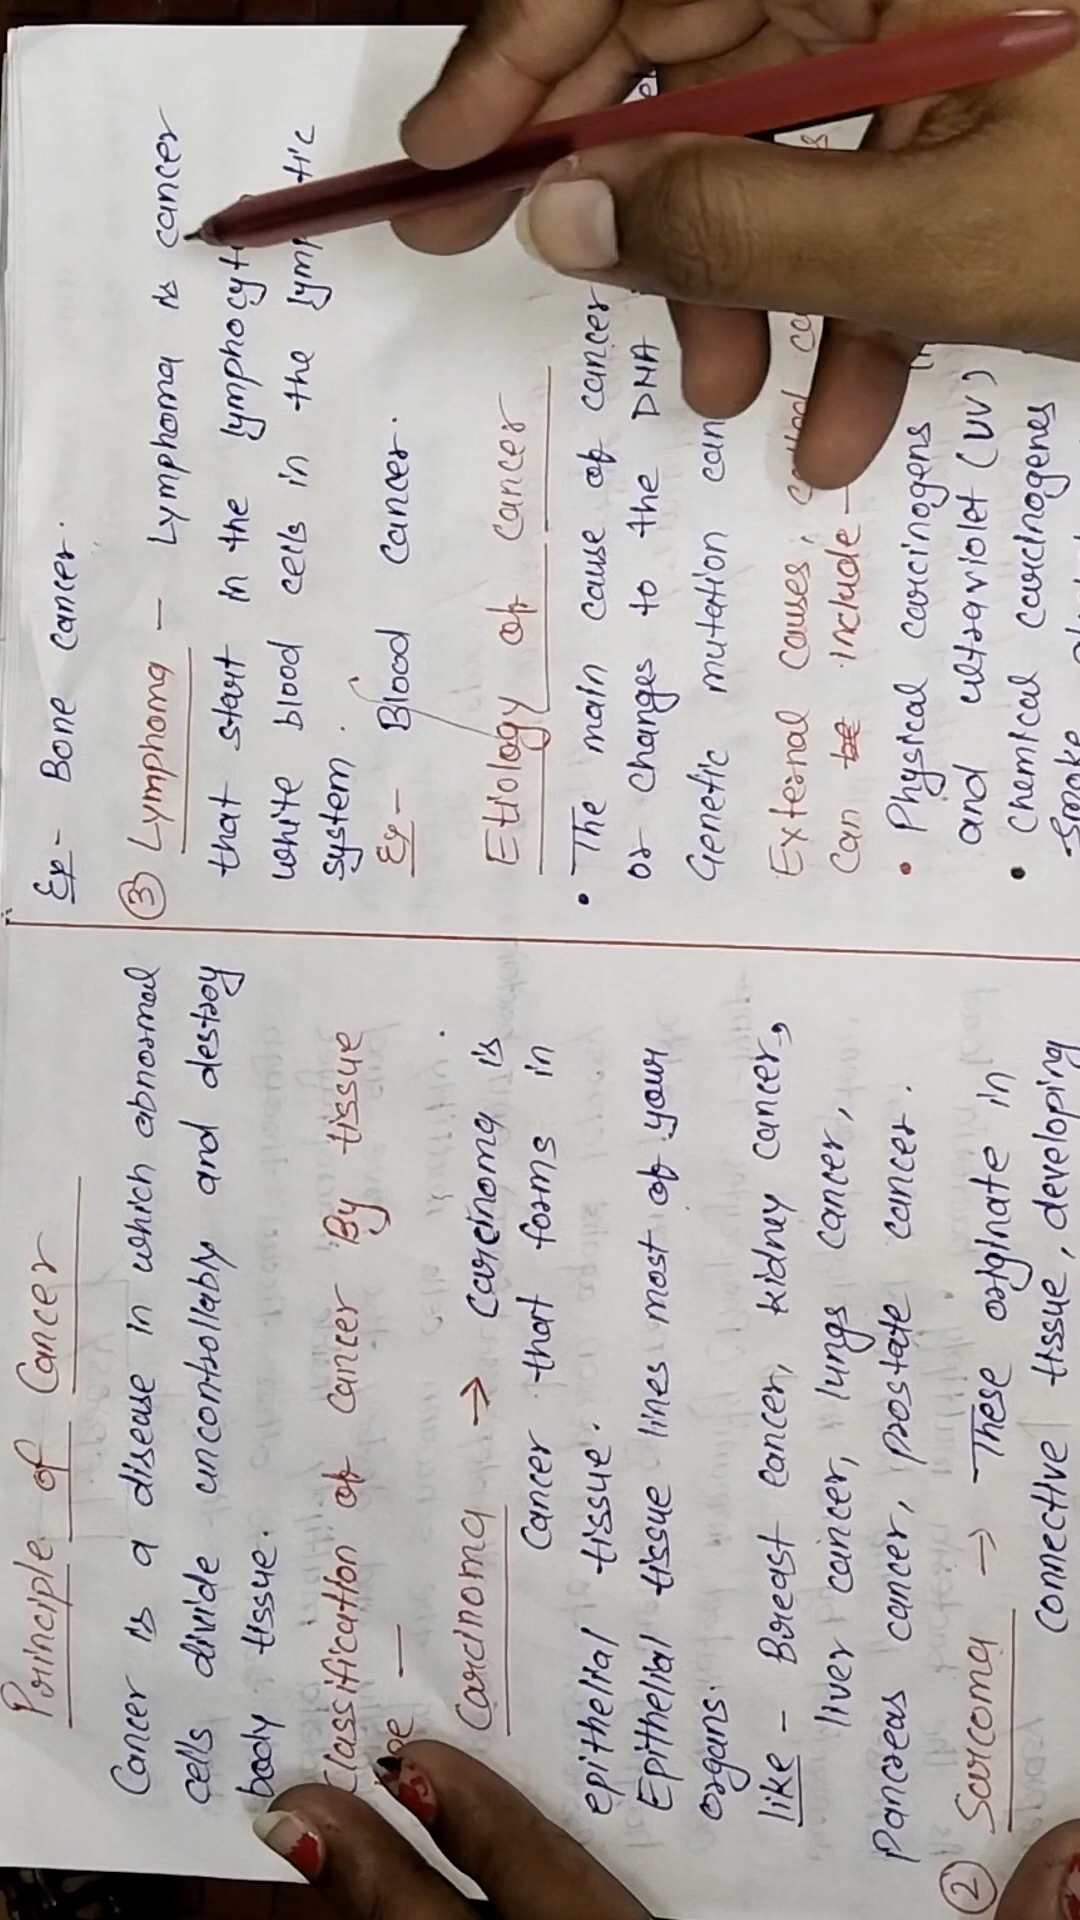 Principle of Cancer
Cancer is a disease in which abnormal
cells divide uncontrollably and destroy
body tissue.
Classification of cancer By tissue
—
Carcinoma → Carcinoma is
cancer that forms in
epithelial tissue.
Epithelial tissue lines most of your
organs.
like - Breast cancer, kidney cancer,
liver cancer, lungs cancer,
Pancreas cancer, prostate cancer.
② Sarcoma → These originate in
connective tissue, developing
Ex - Bone cancer.
③ Lymphoma - Lymphoma is cancer
that start in the
white blood cells in the
system.
Ex - Blood cancer.
Etiology of cancer
• The main cause of cancer
or changes to the DNA
Genetic mutation can
External causes,
can include -
• Physical carcinogens
and ultraviolet (UV)
• Chemical carcinogenes
Smoke